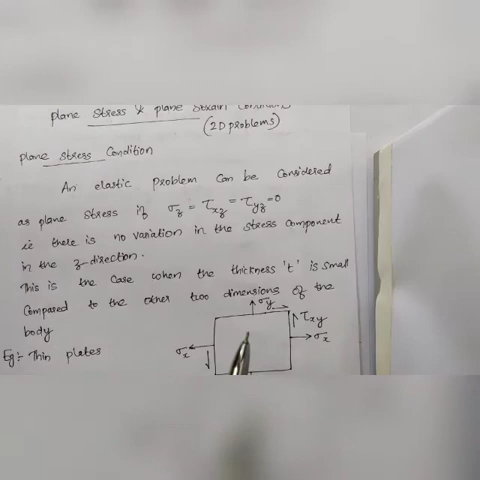 plane stress & plane strain
(2D problems)
plane stress Condition
An elastic problem can be Considered
as plane stress if σz = τxz = τyz = 0
ie there is no variation in the stress component
in the z-direction.
This is the case when the thickness 't' is small
Compared to the other two dimensions of the
body
Eg:- Thin plates
σy
τxy
σx
σx